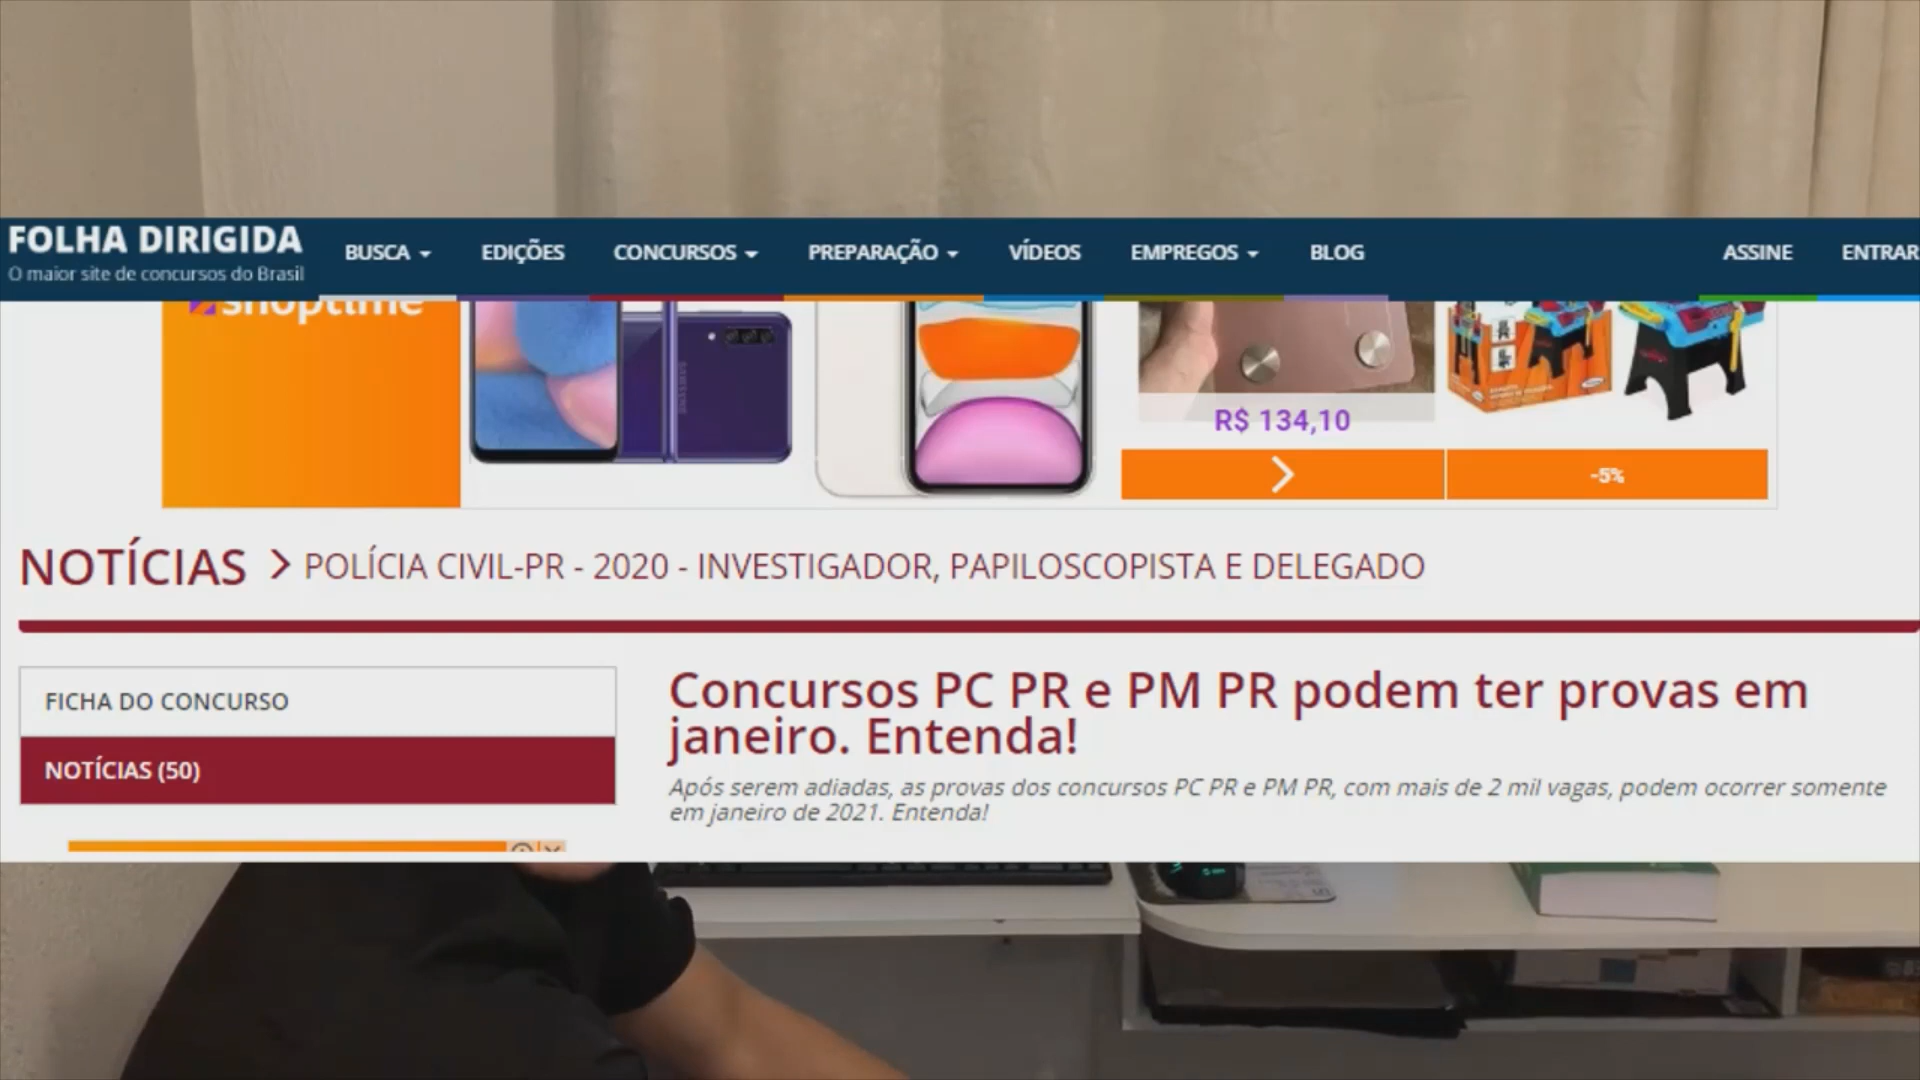 FOLHA DIRIGIDA
O maior site de concursos do Brasil
BUSCA
EDIÇÕES
CONCURSOS
PREPARAÇÃO
VÍDEOS
EMPREGOS
BLOG
ASSINE
ENTRAR
shoptime
SAMSUNG
R$ 134,10
-5%
NOTÍCIAS > POLÍCIA CIVIL-PR - 2020 - INVESTIGADOR, PAPILOSCOPISTA E DELEGADO
FICHA DO CONCURSO
NOTÍCIAS (50)
Concursos PC PR e PM PR podem ter provas em
janeiro. Entenda!
Após serem adiadas, as provas dos concursos PC PR e PM PR, com mais de 2 mil vagas, podem ocorrer somente
em janeiro de 2021. Entenda!